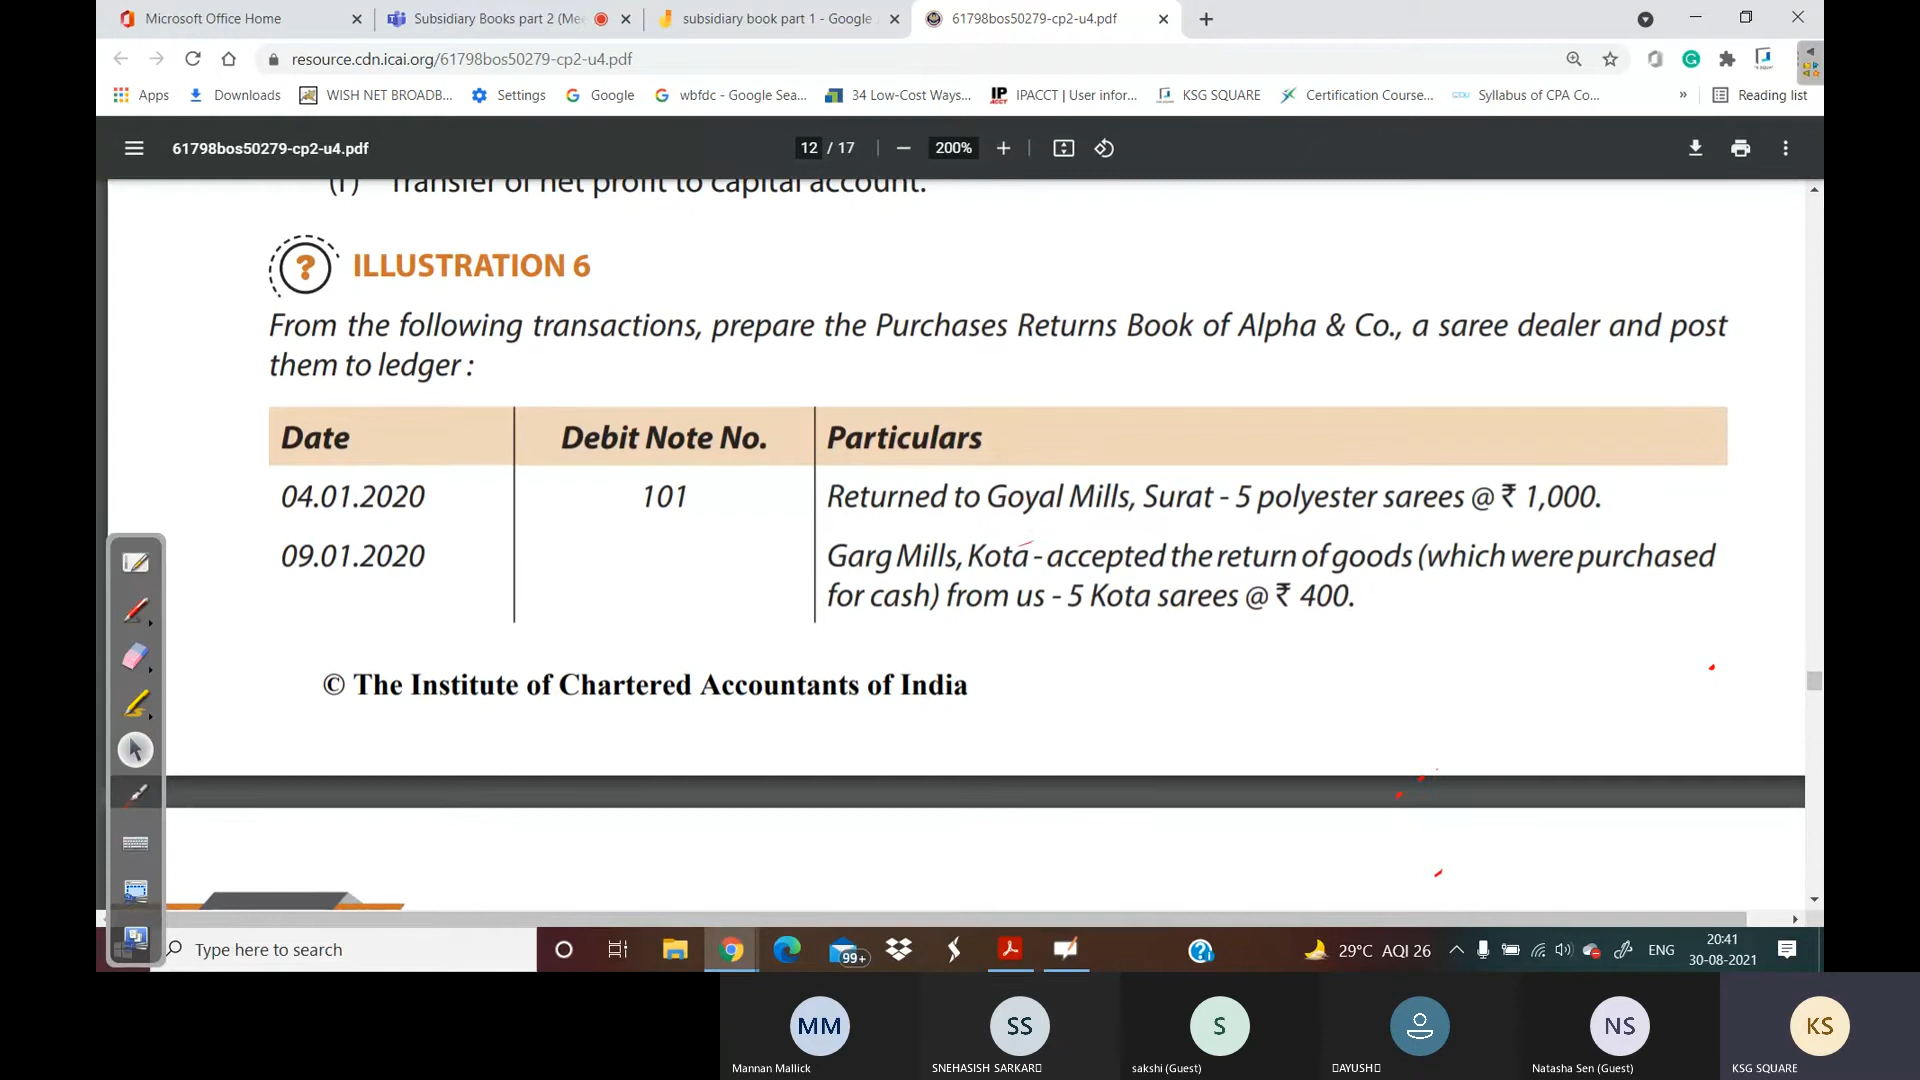 Microsoft Office Home
Subsidiary Books part 2 (Me
subsidiary book part 1 - Google
61798bos50279-cp2-u4.pdf
resource.cdn.icai.org/61798bos50279-cp2-u4.pdf
Apps
Downloads
WISH NET BROADB...
Settings
Google
wbfdc - Google Sea...
34 Low-Cost Ways...
IPACCT | User infor...
KSG SQUARE
Certification Course...
Syllabus of CPA Co...
»
Reading list
61798bos50279-cp2-u4.pdf
12 / 17
200%
Transfer of net profit to capital account.
ILLUSTRATION 6
From the following transactions, prepare the Purchases Returns Book of Alpha & Co., a saree dealer and post
them to ledger :
Date Debit Note No. Particulars
04.01.2020 101 Returned to Goyal Mills, Surat - 5 polyester sarees @ ₹ 1,000.
09.01.2020 Garg Mills, Kota - accepted the return of goods (which were purchased
for cash) from us - 5 Kota sarees @ ₹ 400.
© The Institute of Chartered Accountants of India
Type here to search
99+
29°C AQI 26
ENG
20:41
30-08-2021
MM
SS
S
NS
KS
Mannan Mallick
SNEHASISH SARKAR
sakshi (Guest)
AYUSH
Natasha Sen (Guest)
KSG SQUARE